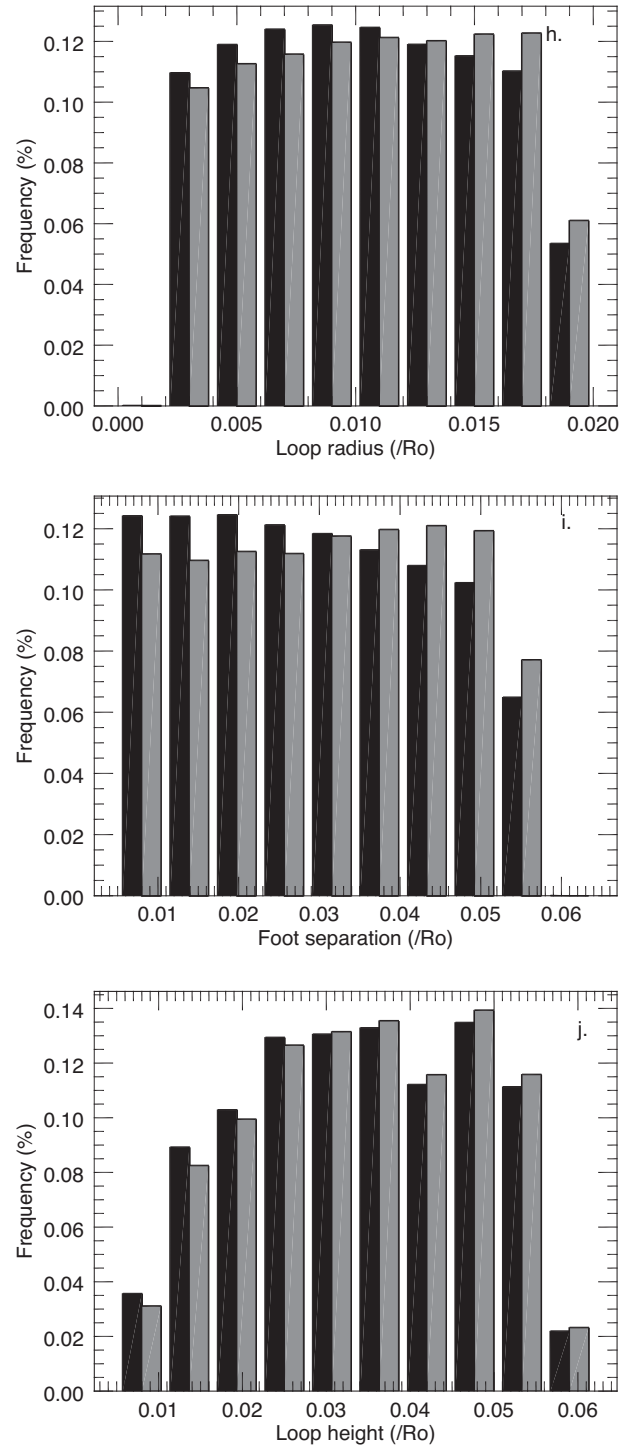 h.
0.12
0.10
0.08
0.06
0.04
0.02
0.00
Frequency (%)
0.000 0.005 0.010 0.015 0.020
Loop radius (/Ro)
i.
0.12
0.10
0.08
0.06
0.04
0.02
0.00
Frequency (%)
0.01 0.02 0.03 0.04 0.05 0.06
Foot separation (/Ro)
j.
0.14
0.12
0.10
0.08
0.06
0.04
0.02
0.00
Frequency (%)
0.01 0.02 0.03 0.04 0.05 0.06
Loop height (/Ro)